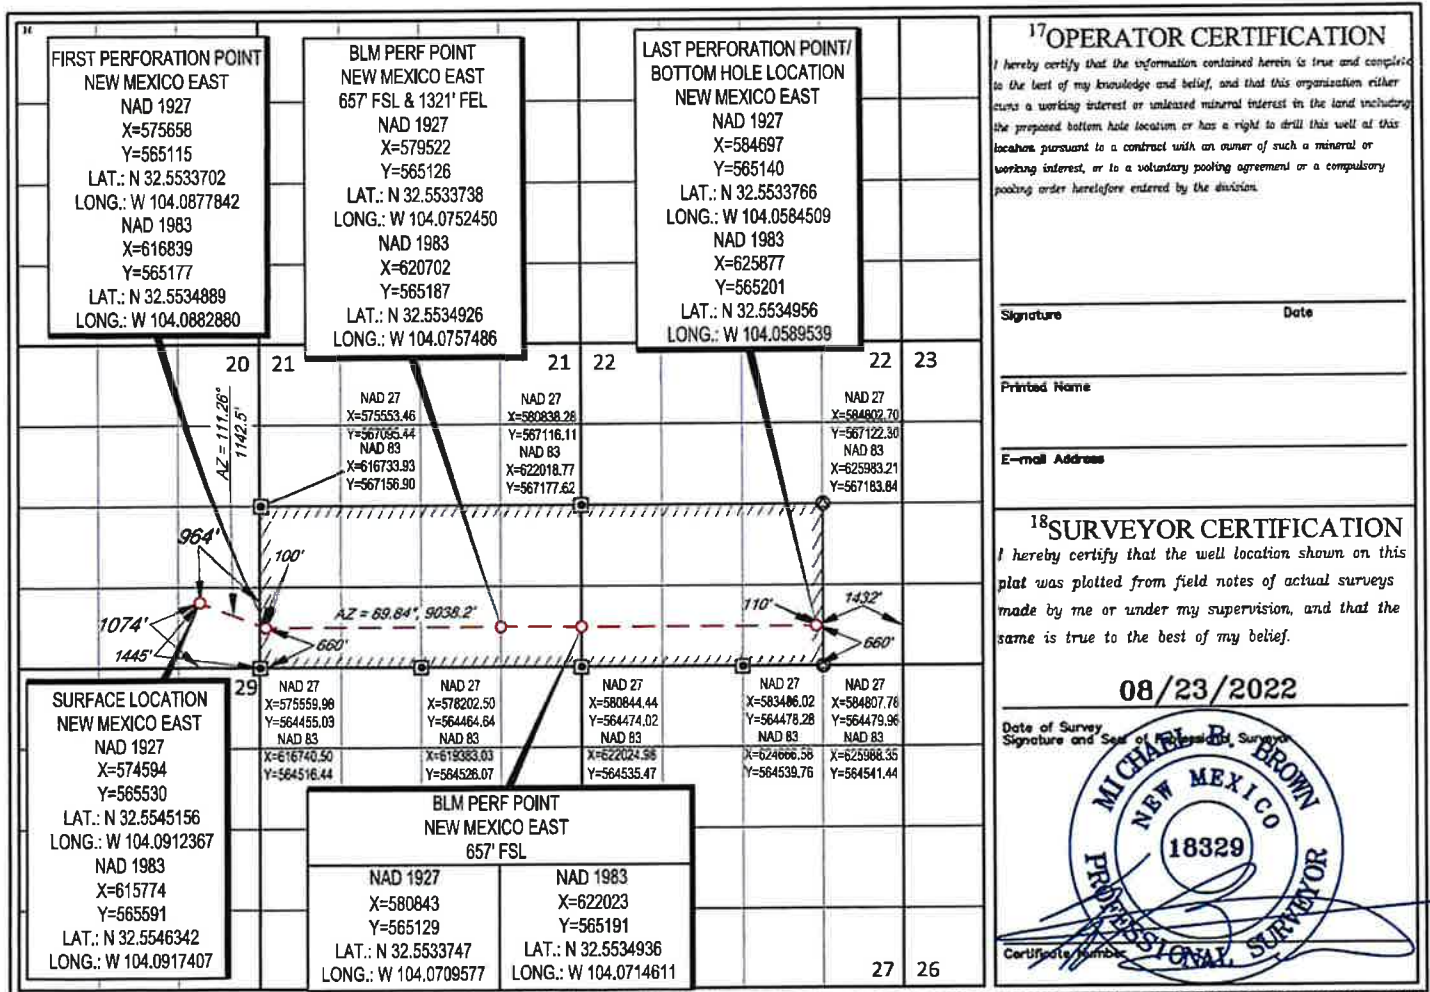 16
FIRST PERFORATION POINT
NEW MEXICO EAST
NAD 1927
X=575658
Y=565115
LAT.: N 32.5533702
LONG.: W 104.0877842
NAD 1983
X=616839
Y=565177
LAT.: N 32.5534889
LONG.: W 104.0882880
BLM PERF POINT
NEW MEXICO EAST
657' FSL & 1321' FEL
NAD 1927
X=579522
Y=565126
LAT.: N 32.5533738
LONG.: W 104.0752450
NAD 1983
X=620702
Y=565187
LAT.: N 32.5534926
LONG.: W 104.0757486
LAST PERFORATION POINT/
BOTTOM HOLE LOCATION
NEW MEXICO EAST
NAD 1927
X=584697
Y=565140
LAT.: N 32.5533766
LONG.: W 104.0584509
NAD 1983
X=625877
Y=565201
LAT.: N 32.5534956
LONG.: W 104.0589539
20 21 21 22 22 23
AZ = 111.26°
1142.5'
NAD 27
X=575553.46
Y=567095.44
NAD 83
X=616733.93
Y=567156.90
NAD 27
X=580838.28
Y=567116.11
NAD 83
X=622018.77
Y=567177.62
NAD 27
X=584802.70
Y=567122.30
NAD 83
X=625983.21
Y=567183.84
964'
100'
1074'
1445'
660'
AZ = 89.84°, 9038.2'
110'
1432'
660'
29
NAD 27
X=575559.98
Y=564455.03
NAD 83
X=616740.50
Y=564516.44
NAD 27
X=578202.50
Y=564464.64
NAD 83
X=619383.03
Y=564526.07
NAD 27
X=580844.44
Y=564474.02
NAD 83
X=622024.98
Y=564535.47
NAD 27
X=583486.02
Y=564478.28
NAD 83
X=624666.58
Y=564539.76
NAD 27
X=584807.78
Y=564479.96
NAD 83
X=625988.35
Y=564541.44
SURFACE LOCATION
NEW MEXICO EAST
NAD 1927
X=574594
Y=565530
LAT.: N 32.5545156
LONG.: W 104.0912367
NAD 1983
X=615774
Y=565591
LAT.: N 32.5546342
LONG.: W 104.0917407
BLM PERF POINT
NEW MEXICO EAST
657' FSL
NAD 1927
X=580843
Y=565129
LAT.: N 32.5533747
LONG.: W 104.0709577
NAD 1983
X=622023
Y=565191
LAT.: N 32.5534936
LONG.: W 104.0714611
27 26
17OPERATOR CERTIFICATION
I hereby certify that the information contained herein is true and complete
to the best of my knowledge and belief, and that this organization either
owns a working interest or unleased mineral interest in the land including
the proposed bottom hole location or has a right to drill this well at this
location pursuant to a contract with an owner of such a mineral or
working interest, or to a voluntary pooling agreement or a compulsory
pooling order heretofore entered by the division.
Signature Date
Printed Name
E-mail Address
18SURVEYOR CERTIFICATION
I hereby certify that the well location shown on this
plat was plotted from field notes of actual surveys
made by me or under my supervision, and that the
same is true to the best of my belief.
08/23/2022
Date of Survey
Signature and Seal of Professional Surveyor
MICHAEL B. BROWN
NEW MEXICO
18329
PROFESSIONAL SURVEYOR
Certificate Number